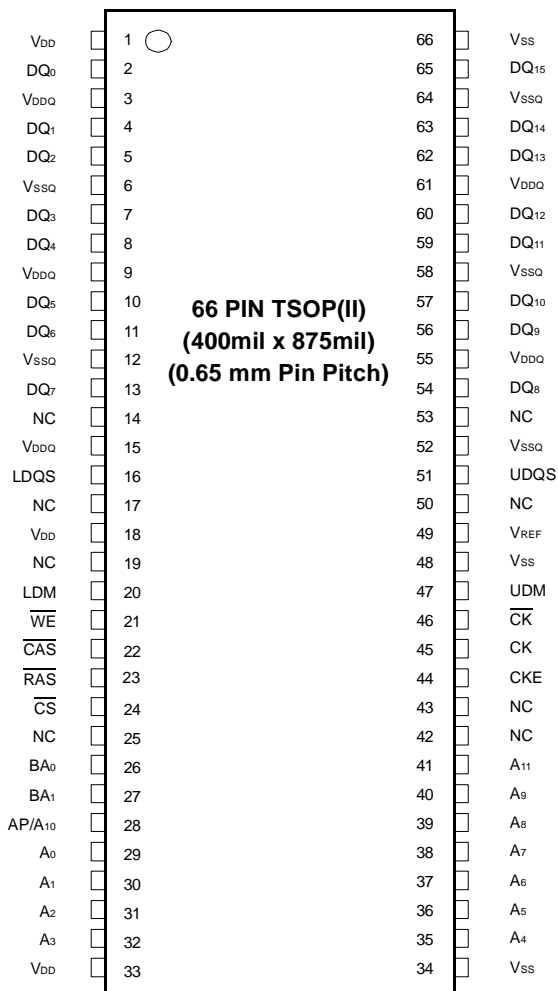 VDD 1 66 VSS
DQ0 2 65 DQ15
VDDQ 3 64 VSSQ
DQ1 4 63 DQ14
DQ2 5 62 DQ13
VSSQ 6 61 VDDQ
DQ3 7 60 DQ12
DQ4 8 59 DQ11
VDDQ 9 58 VSSQ
DQ5 10 57 DQ10
66 PIN TSOP(II)
DQ6 11 56 DQ9
(400mil x 875mil)
VSSQ 12 55 VDDQ
(0.65 mm Pin Pitch)
DQ7 13 54 DQ8
NC 14 53 NC
VDDQ 15 52 VSSQ
LDQS 16 51 UDQS
NC 17 50 NC
VDD 18 49 VREF
NC 19 48 VSS
LDM 20 47 UDM
W̅E̅ 21 46 C̅K̅
C̅A̅S̅ 22 45 CK
R̅A̅S̅ 23 44 CKE
C̅S̅ 24 43 NC
NC 25 42 NC
BA0 26 41 A11
BA1 27 40 A9
AP/A10 28 39 A8
A0 29 38 A7
A1 30 37 A6
A2 31 36 A5
A3 32 35 A4
VDD 33 34 VSS